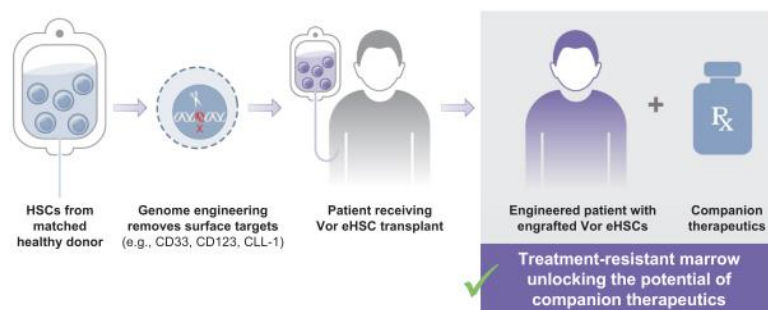 HSCs from
matched
healthy donor
Genome engineering
removes surface targets
(e.g., CD33, CD123, CLL-1)
Patient receiving
Vor eHSC transplant
Engineered patient with
engrafted Vor eHSCs
+
Rx
Companion
therapeutics
Treatment-resistant marrow
unlocking the potential of
companion therapeutics